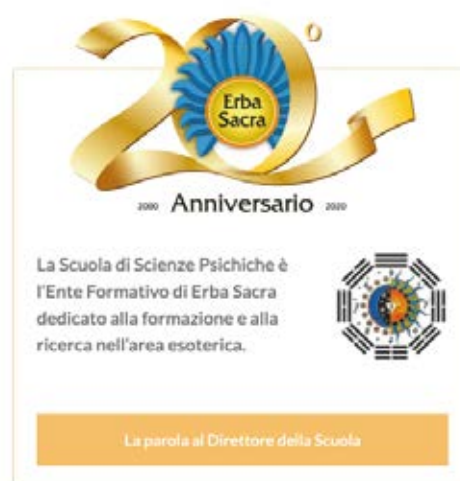 20°
Erba
Sacra
2000 Anniversario 2020
La Scuola di Scienze Psichiche è
l'Ente Formativo di Erba Sacra
dedicato alla formazione e alla
ricerca nell'area esoterica.
La parola al Direttore della Scuola